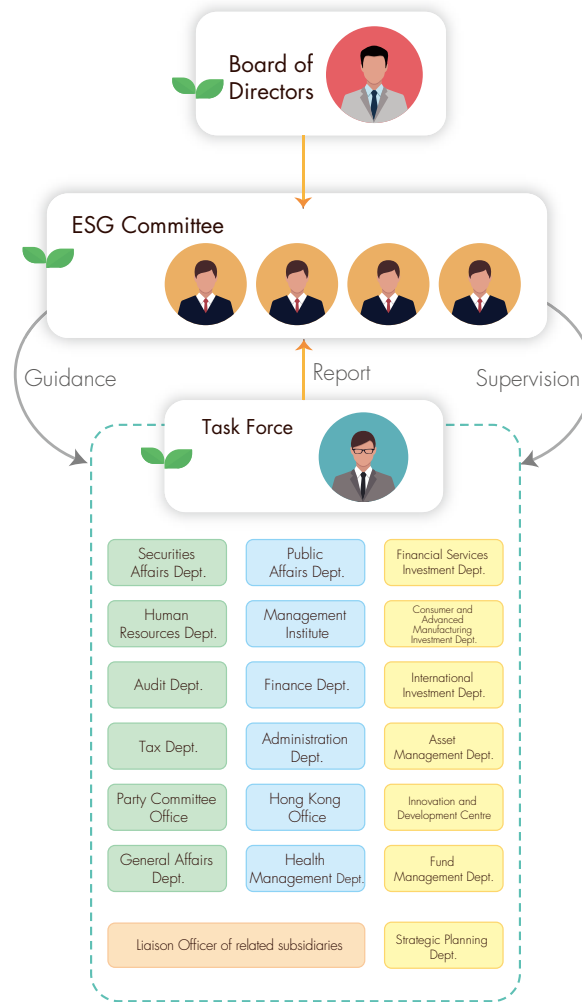 Board of
Directors
ESG Committee
Guidance
Report
Supervision
Task Force
Securities
Affairs Dept.
Public
Affairs Dept.
Financial Services
Investment Dept.
Human
Resources Dept.
Management
Institute
Consumer and
Advanced
Manufacturing
Investment Dept.
Audit Dept.
Finance Dept.
International
Investment Dept.
Tax Dept.
Administration
Dept.
Asset
Management Dept.
Party Committee
Office
Hong Kong
Office
Innovation and
Development Centre
General Affairs
Dept.
Health
Management Dept.
Fund
Management Dept.
Liaison Officer of related subsidiaries
Strategic Planning
Dept.